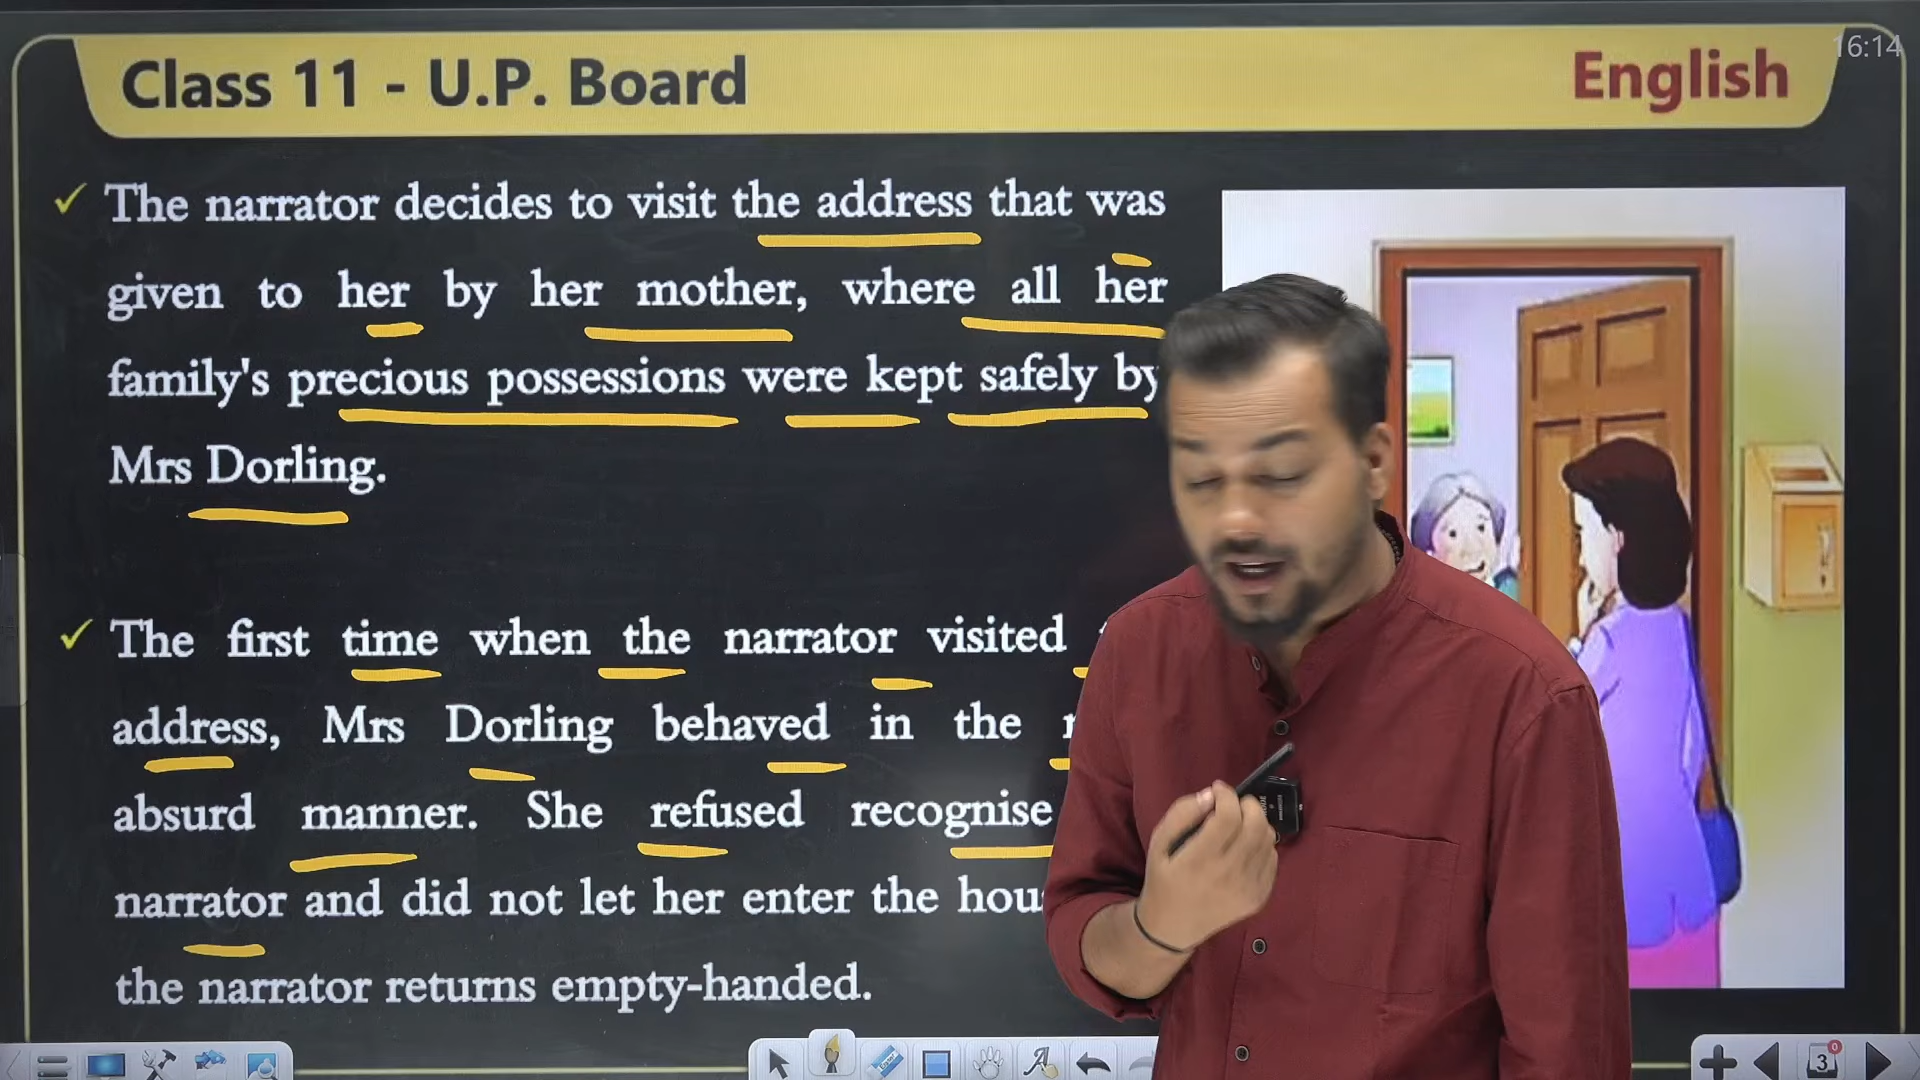 Class 11 - U.P. Board
English
16:14
The narrator decides to visit the address that was
given to her by her mother, where all her
family's precious possessions were kept safely by
Mrs Dorling.
The first time when the narrator visited
address, Mrs Dorling behaved in the
absurd manner. She refused recognise
narrator and did not let her enter the
the narrator returns empty-handed.
3
0